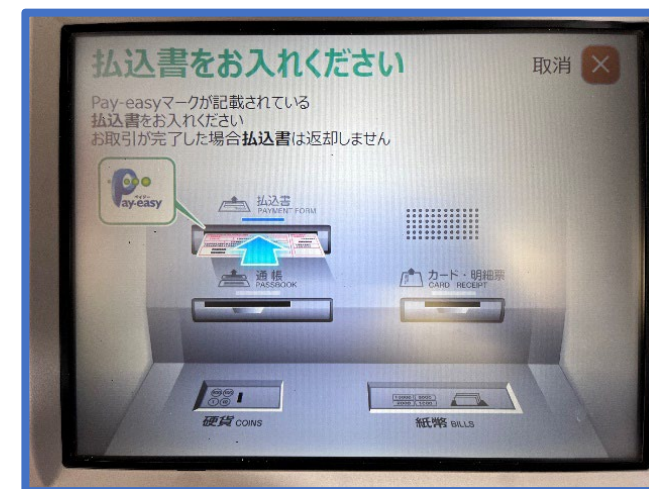 払込書をお入れください
取消
Pay-easyマークが記載されている
払込書をお入れください
お取引が完了した場合払込書は返却しません
Pay-easy
払込書
PAYMENT FORM
通帳
PASSBOOK
カード・明細票
CARD RECEIPT
硬貨 COINS
紙幣 BILLS